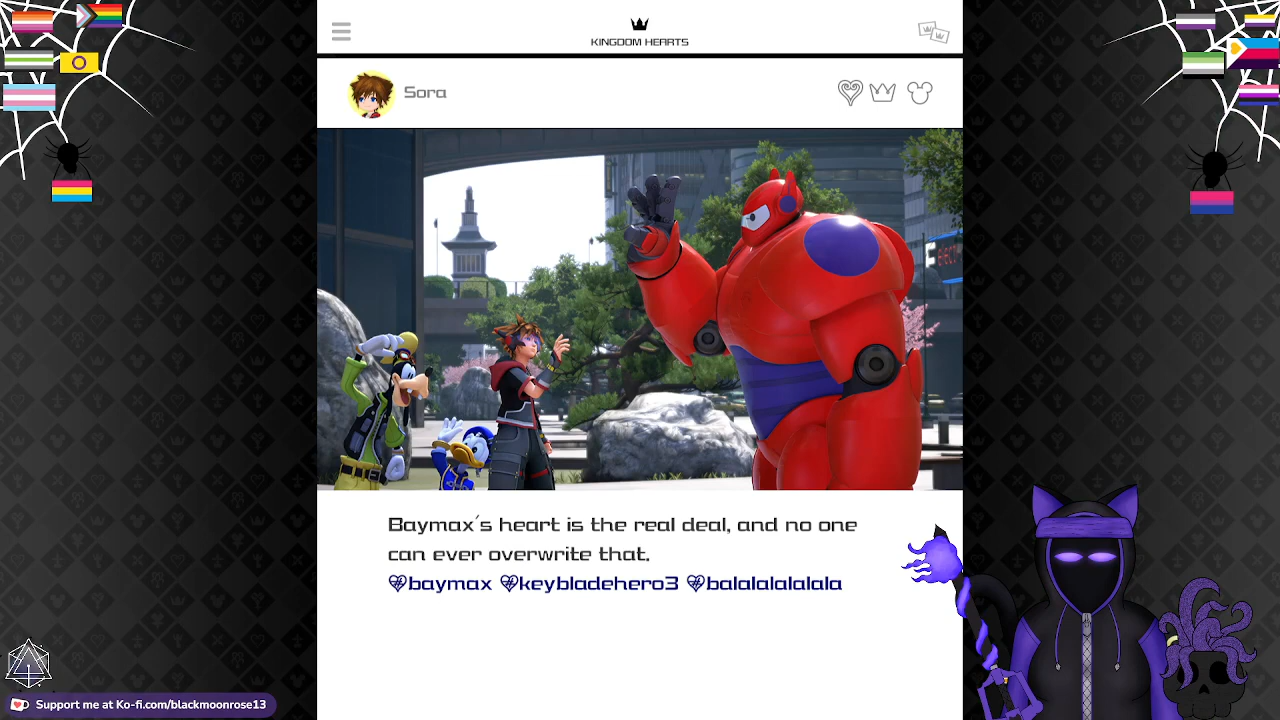 KINGDOM HEARTS
Sora
Baymax's heart is the real deal, and no one
can ever overwrite that.
baymax keybladehero3 balalalalalala
Support me at Ko-fi.com/blackmoonrose13